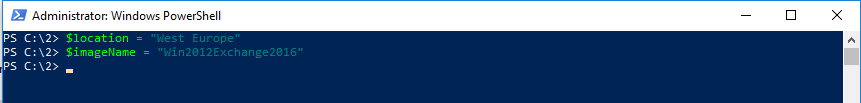 Administrator: Windows PowerShell
PS C:\2> $location = "West Europe"
PS C:\2> $imageName = "Win2012Exchange2016"
PS C:\2>